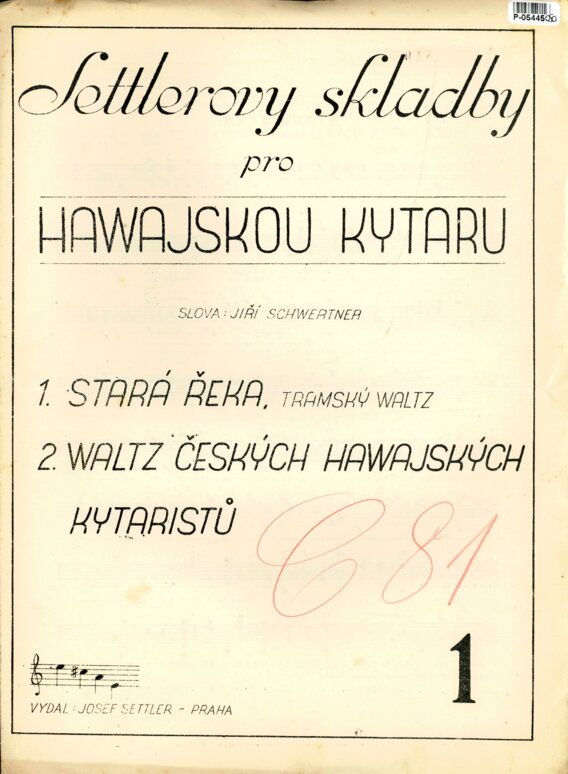 P-05445
Settlerovy skladby
pro
HAWAJSKOU KYTARU
SLOVA: JIŘÍ SCHWERTNER
1. STARÁ ŘEKA, TRAMSKÝ WALTZ
2. WALTZ ČESKÝCH HAWAJSKÝCH
KYTARISTŮ
C 81
1
VYDAL: JOSEF SETTLER - PRAHA